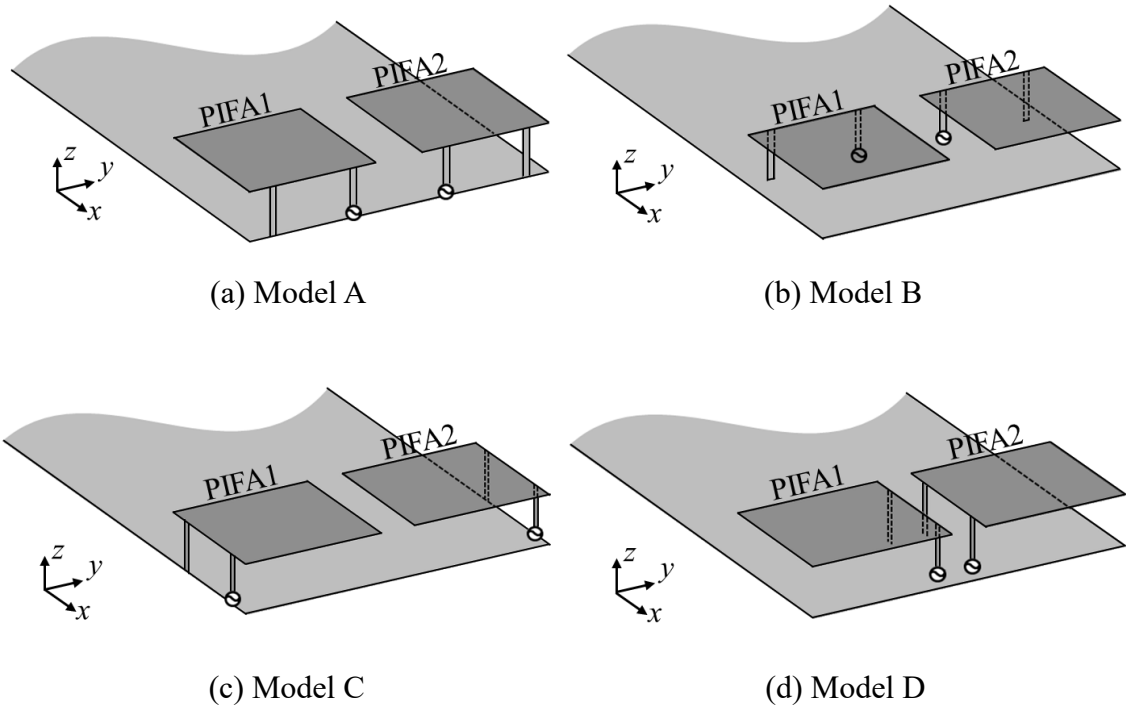 PIFA1
PIFA2
z
y
x
(a) Model A
PIFA1
PIFA2
z
y
x
(b) Model B
PIFA1
PIFA2
z
y
x
(c) Model C
PIFA1
PIFA2
z
y
x
(d) Model D